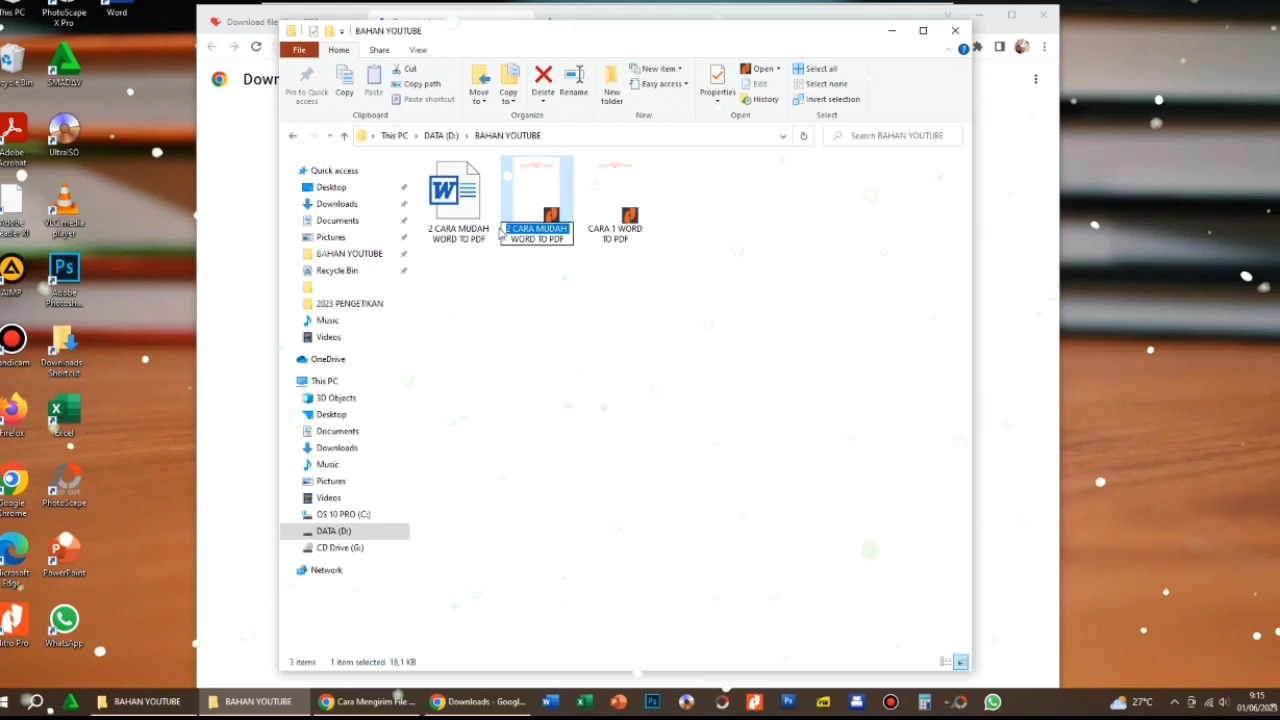 This PC
PhotoScape
X Pro
Word
SMADAV
Adobe
Acrobat
UltraISO
VLC media
player
AIMP
Adobe
Photosh...
Downloads -
Shortcut
Firefox
Excel
Google
Chrome
PhotoScape
Microsoft
Edge
PowerPoint
Nitro Pro
WhatsApp
BAHAN YOUTUBE
File
Home
Share
View
Pin to Quick
access
Copy
Paste
Cut
Copy path
Paste shortcut
Clipboard
Move
to
Copy
to
Delete
Rename
Organize
New
folder
New item
Easy access
New
Properties
Open
Edit
History
Open
Select all
Select none
Invert selection
Select
This PC > DATA (D:) > BAHAN YOUTUBE
Search BAHAN YOUTUBE
Quick access
Desktop
Downloads
Documents
Pictures
BAHAN YOUTUBE
Recycle Bin
2023 PENGETIKAN
Music
Videos
OneDrive
This PC
3D Objects
Desktop
Documents
Downloads
Music
Pictures
Videos
OS 10 PRO (C:)
DATA (D:)
CD Drive (G:)
Network
2 CARA MUDAH
WORD TO PDF
2 CARA MUDAH
WORD TO PDF
CARA 1 WORD
TO PDF
3 items
1 item selected 18,1 KB
BAHAN YOUTUBE
BAHAN YOUTUBE
Cara Mengirim File ...
Downloads - Googl...
27°C
9:15